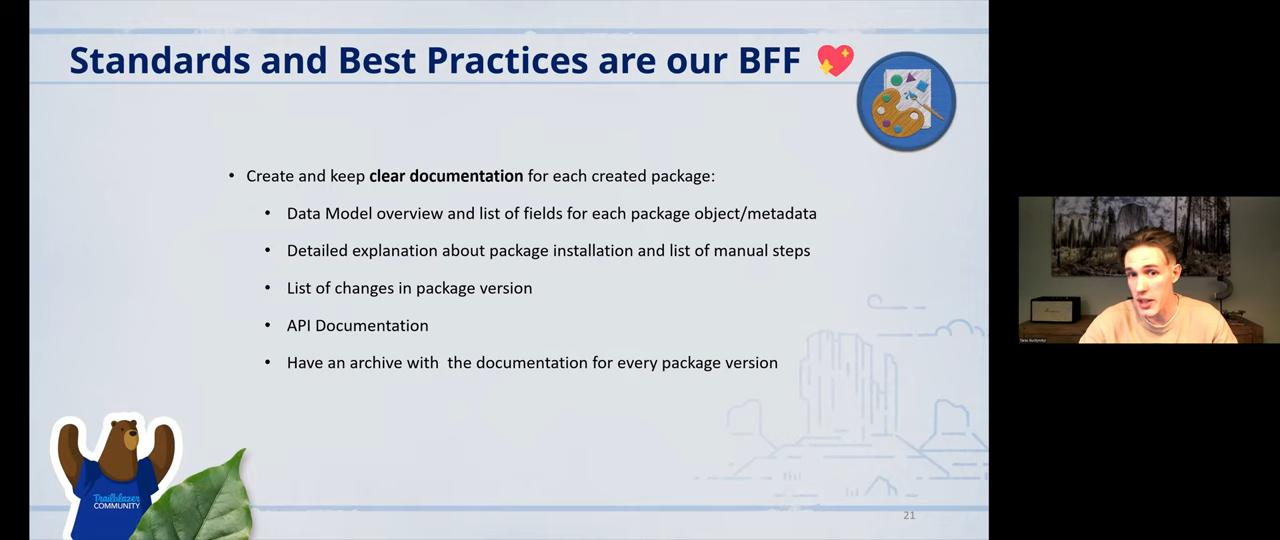 Standards and Best Practices are our BFF 💖
• Create and keep clear documentation for each created package:
• Data Model overview and list of fields for each package object/metadata
• Detailed explanation about package installation and list of manual steps
• List of changes in package version
• API Documentation
• Have an archive with  the documentation for every package version
Trailblazer
COMMUNITY
21